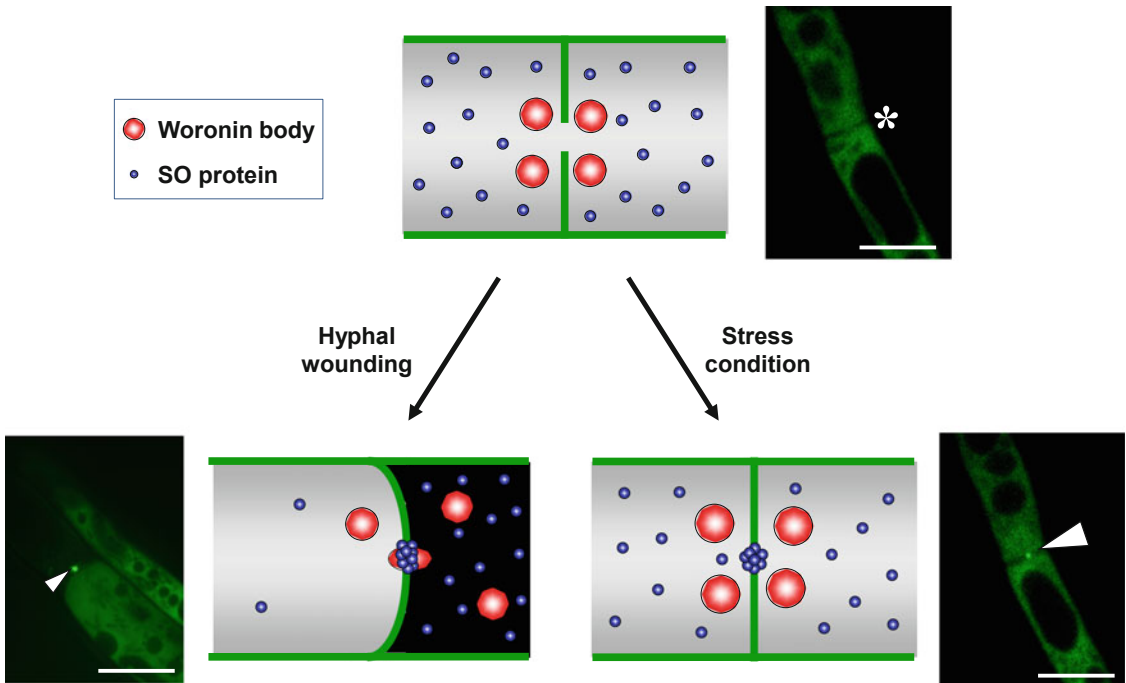 Woronin body
SO protein
*
Hyphal
wounding
Stress
condition